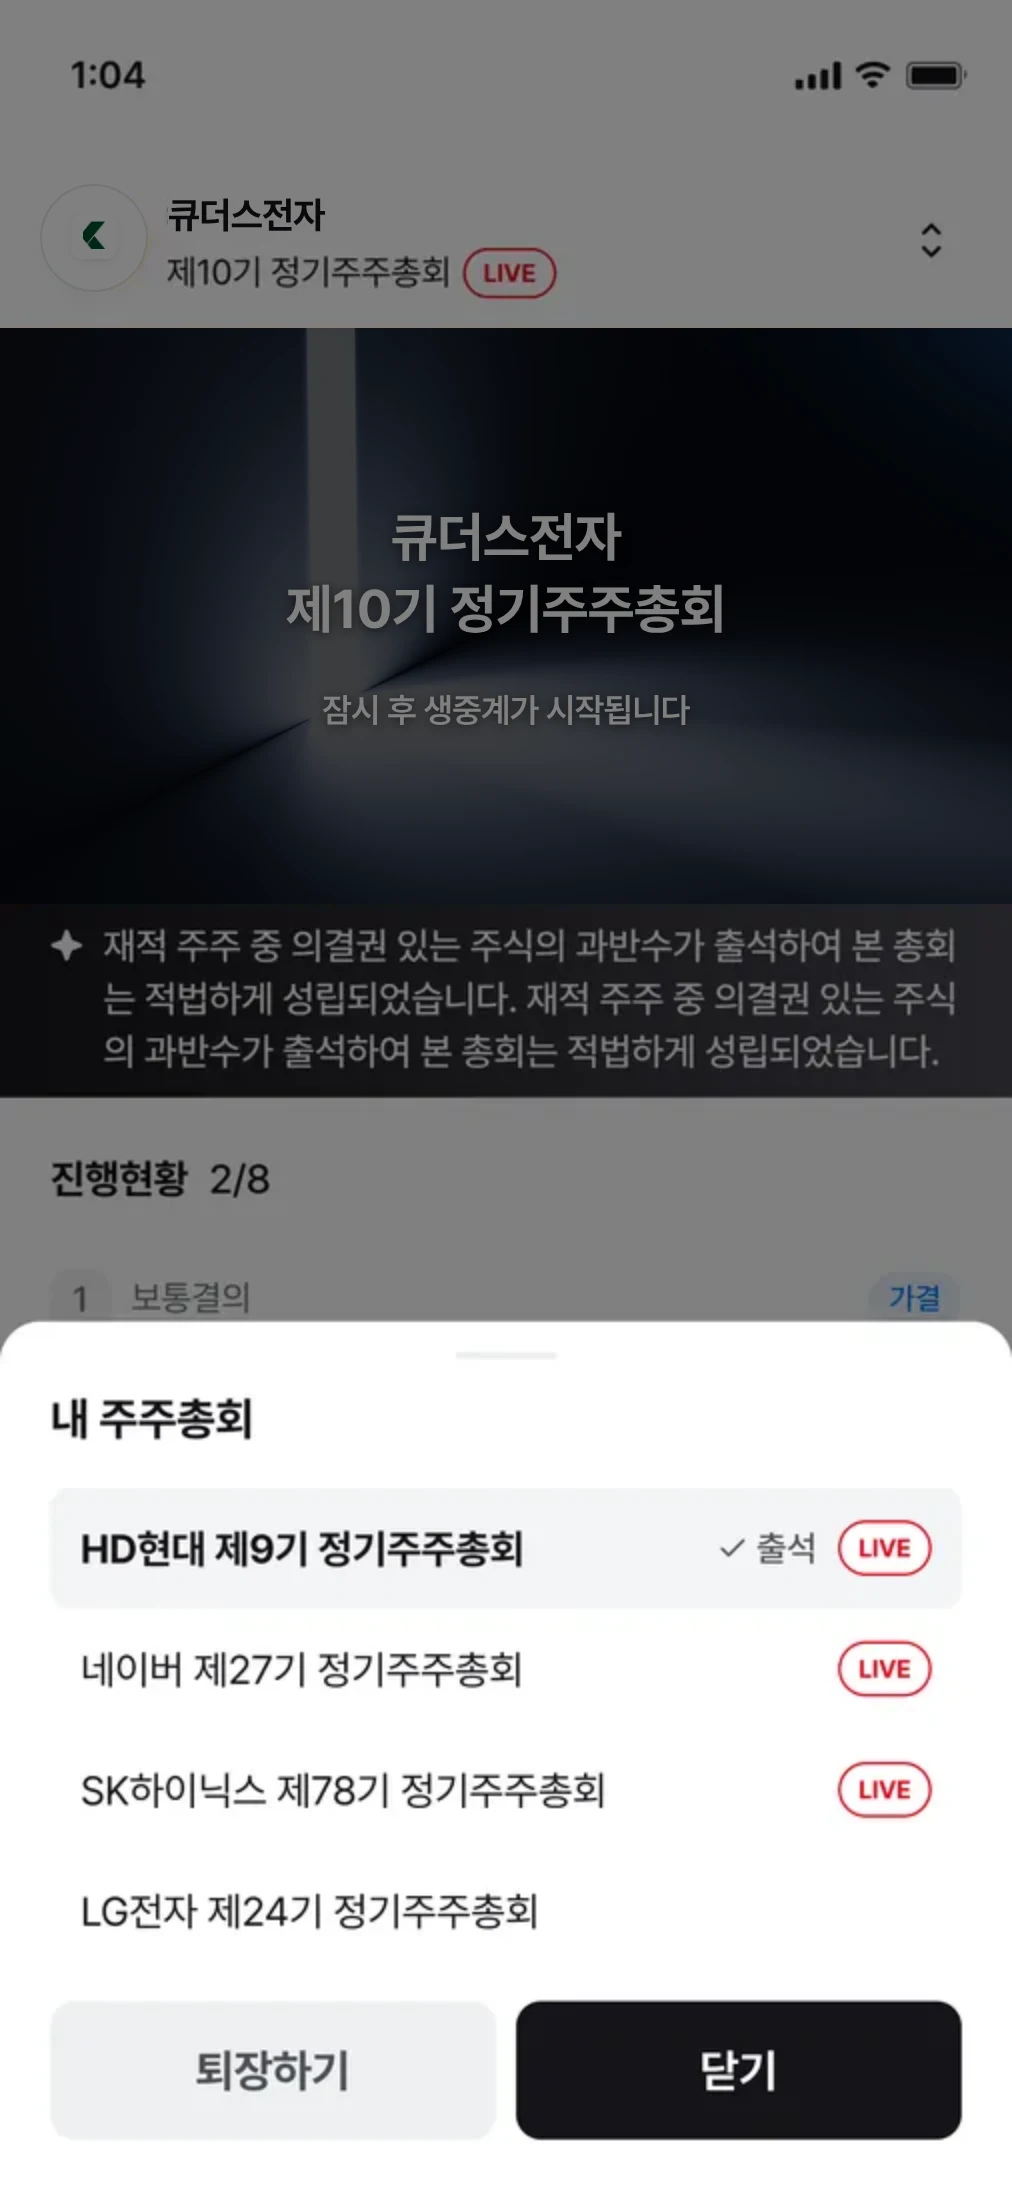 1:04
큐더스전자
제10기 정기주주총회 LIVE
큐더스전자
제10기 정기주주총회
잠시 후 생중계가 시작됩니다
재적 주주 중 의결권 있는 주식의 과반수가 출석하여 본 총회
는 적법하게 성립되었습니다. 재적 주주 중 의결권 있는 주식
의 과반수가 출석하여 본 총회는 적법하게 성립되었습니다.
진행현황 2/8
1 보통결의 가결
내 주주총회
HD현대 제9기 정기주주총회 출석 LIVE
네이버 제27기 정기주주총회 LIVE
SK하이닉스 제78기 정기주주총회 LIVE
LG전자 제24기 정기주주총회
퇴장하기 닫기